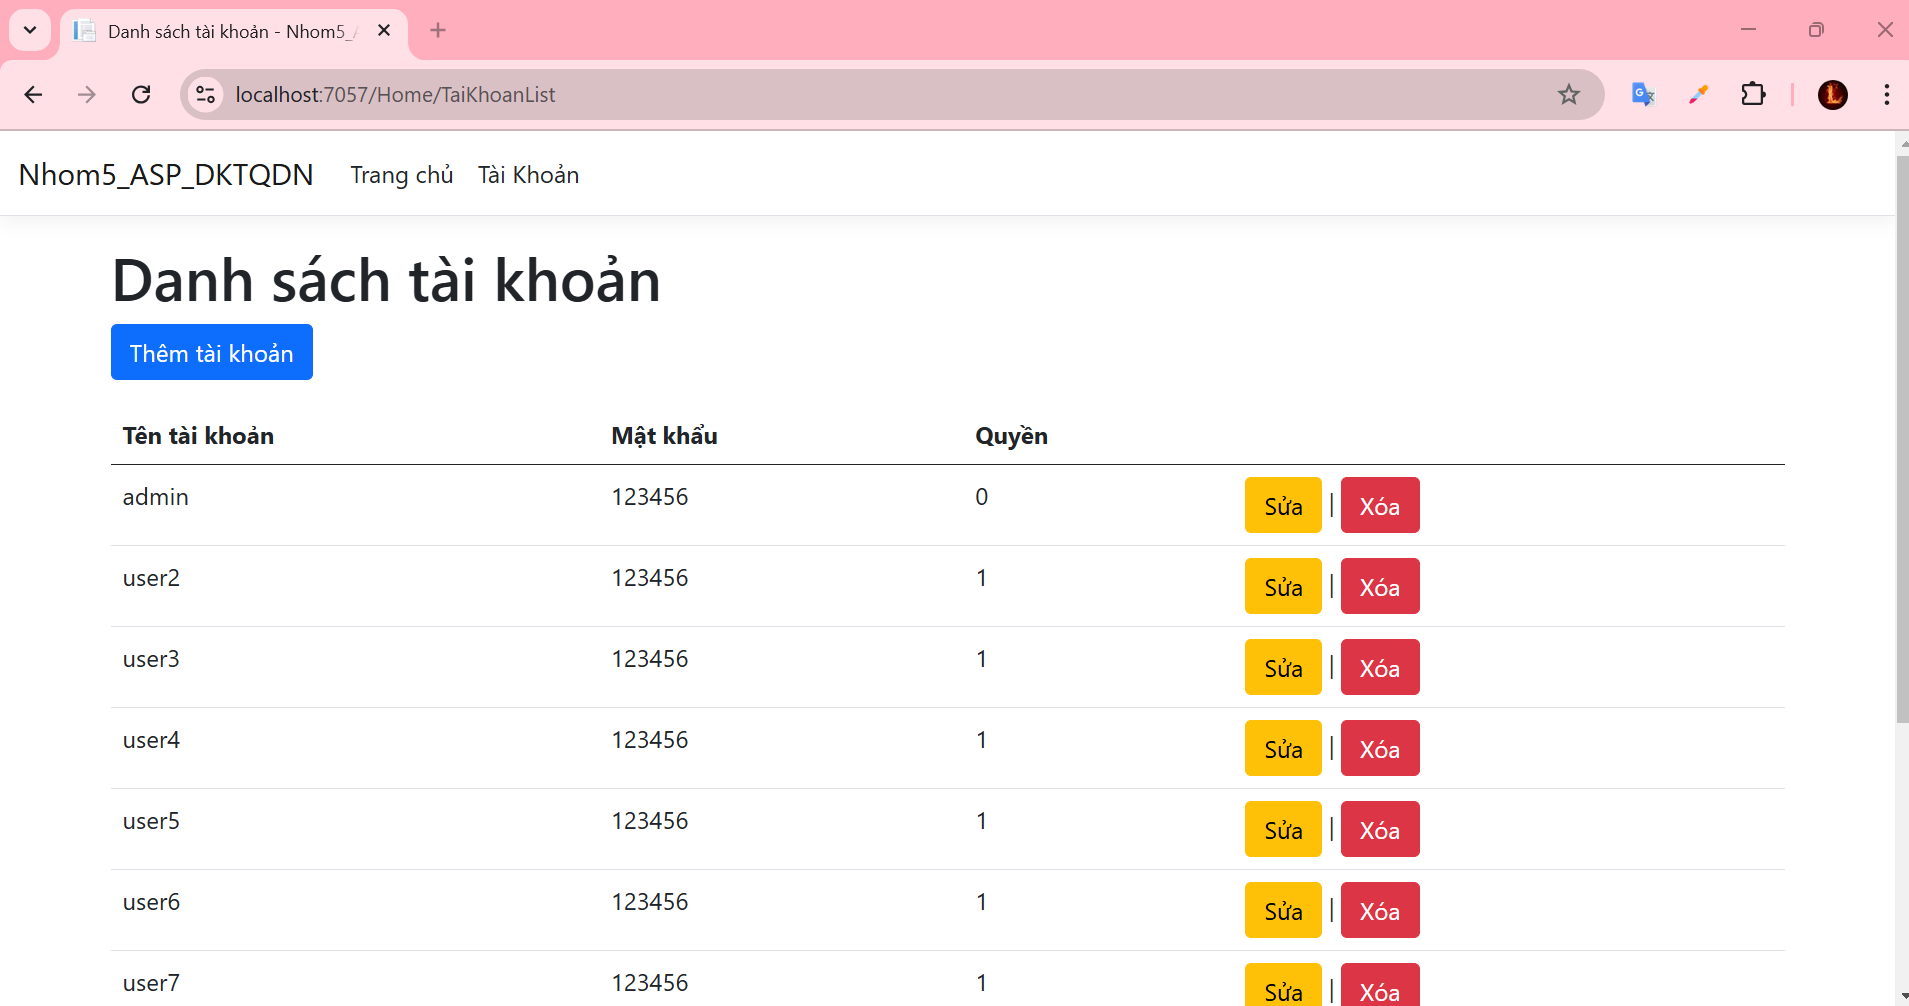 Danh sách tài khoản - Nhom5_
localhost:7057/Home/TaiKhoanList
Nhom5_ASP_DKTQDN Trang chủ Tài Khoản
Danh sách tài khoản
Thêm tài khoản
Tên tài khoản Mật khẩu Quyền
admin 123456 0 Sửa | Xóa
user2 123456 1 Sửa | Xóa
user3 123456 1 Sửa | Xóa
user4 123456 1 Sửa | Xóa
user5 123456 1 Sửa | Xóa
user6 123456 1 Sửa | Xóa
user7 123456 1 Sửa | Xóa